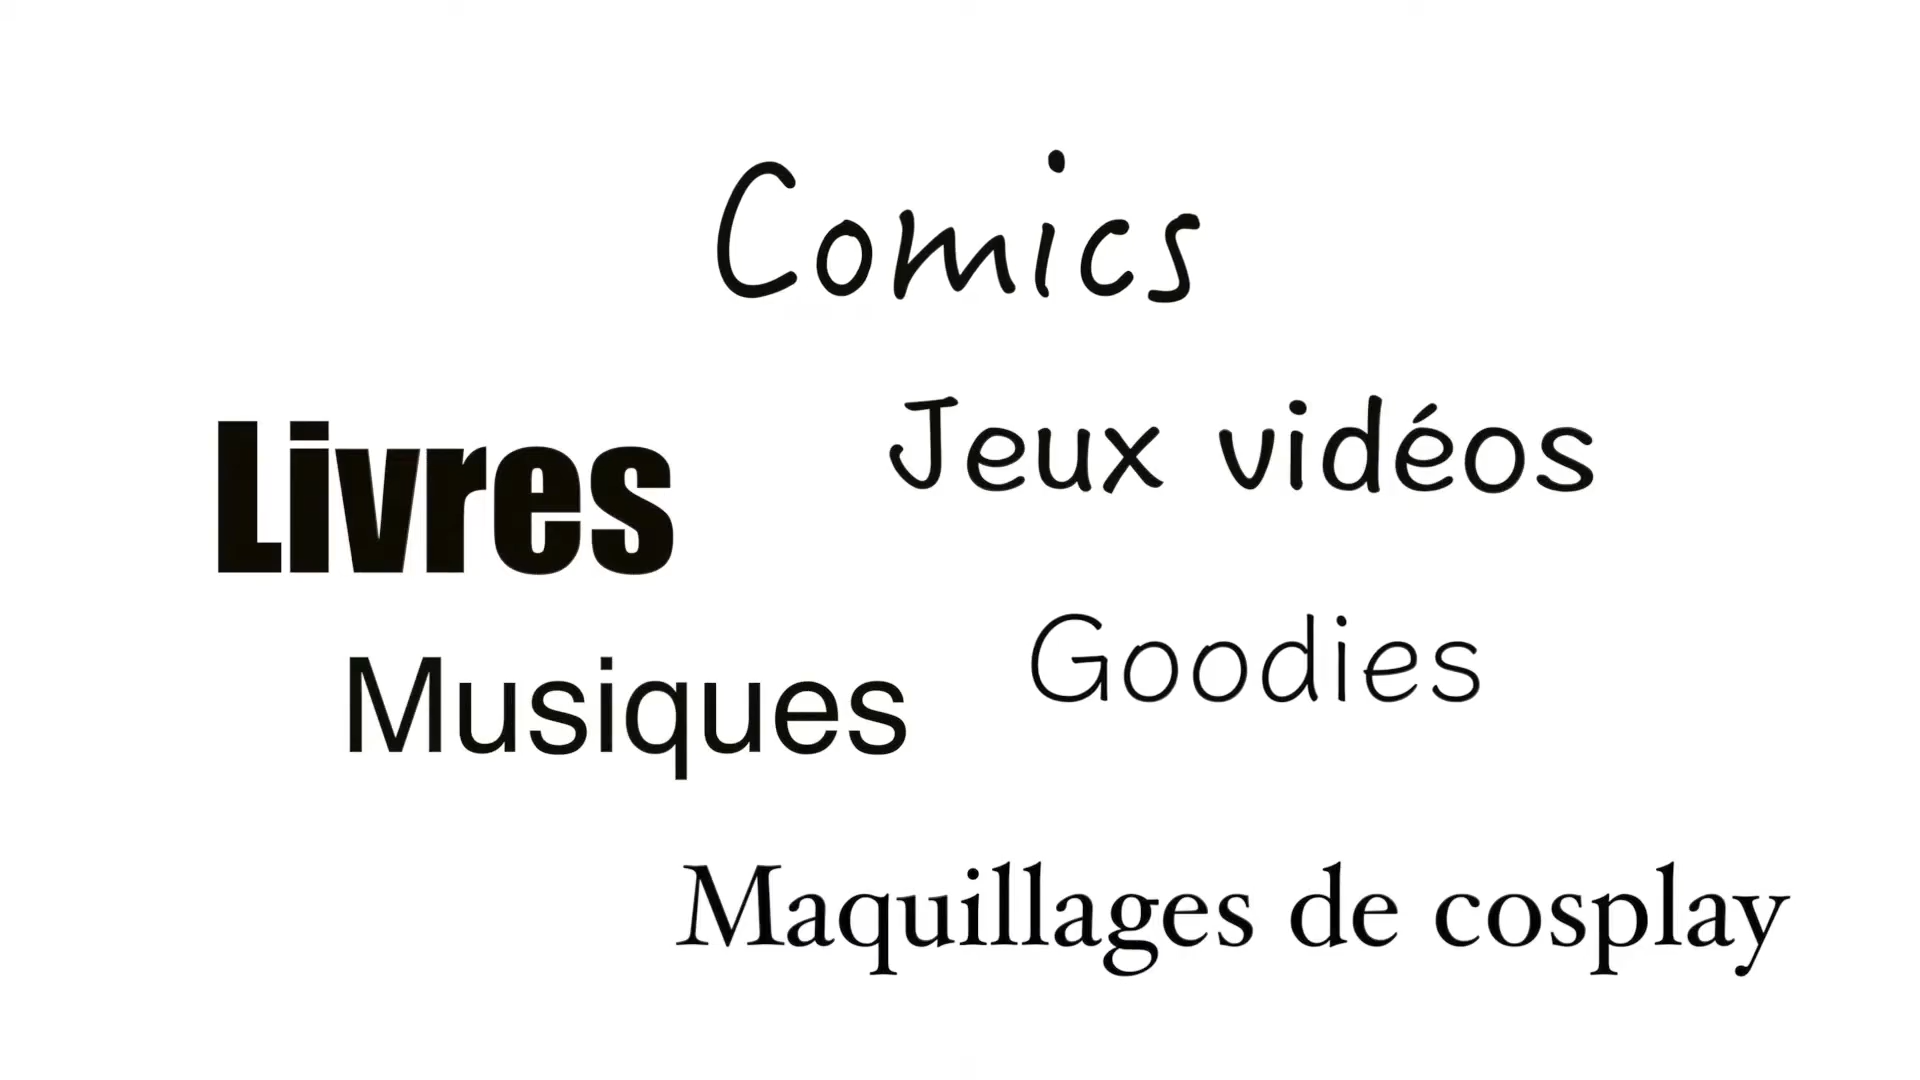 Comics
Jeux vidéos
Livres
Goodies
Musiques
Maquillages de cosplay